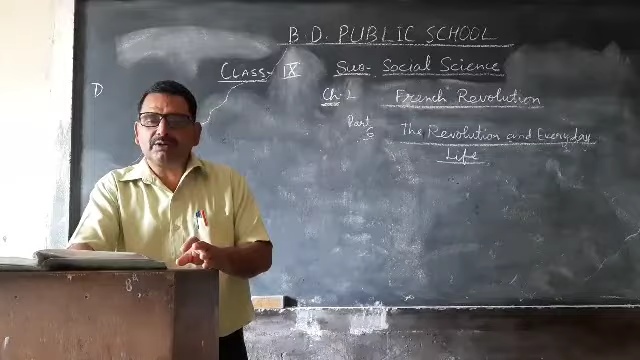 B.D. PUBLIC SCHOOL
CLASS- IX Sub- Social Science
Ch-1 French Revolution
Part 6 The Revolution and Everyday
Life
D